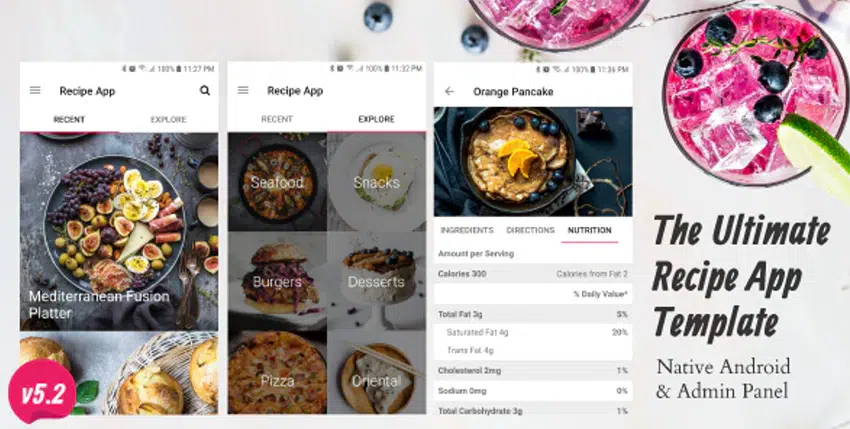 100% 11:27 PM
Recipe App
RECENT EXPLORE
Mediterranean Fusion
Platter
v5.2
100% 11:32 PM
Recipe App
RECENT EXPLORE
Seafood Snacks
Burgers Desserts
Pizza Oriental
100% 11:36 PM
Orange Pancake
INGREDIENTS DIRECTIONS NUTRITION
Amount per Serving
Calories 300 Calories from Fat 2
% Daily Value*
Total Fat 3g 5%
Saturated Fat 4g 20%
Trans Fat 4g
Cholesterol 2mg 1%
Sodium 0mg 0%
Total Carbohydrate 3g 1%
The Ultimate
Recipe App
Template
Native Android
& Admin Panel